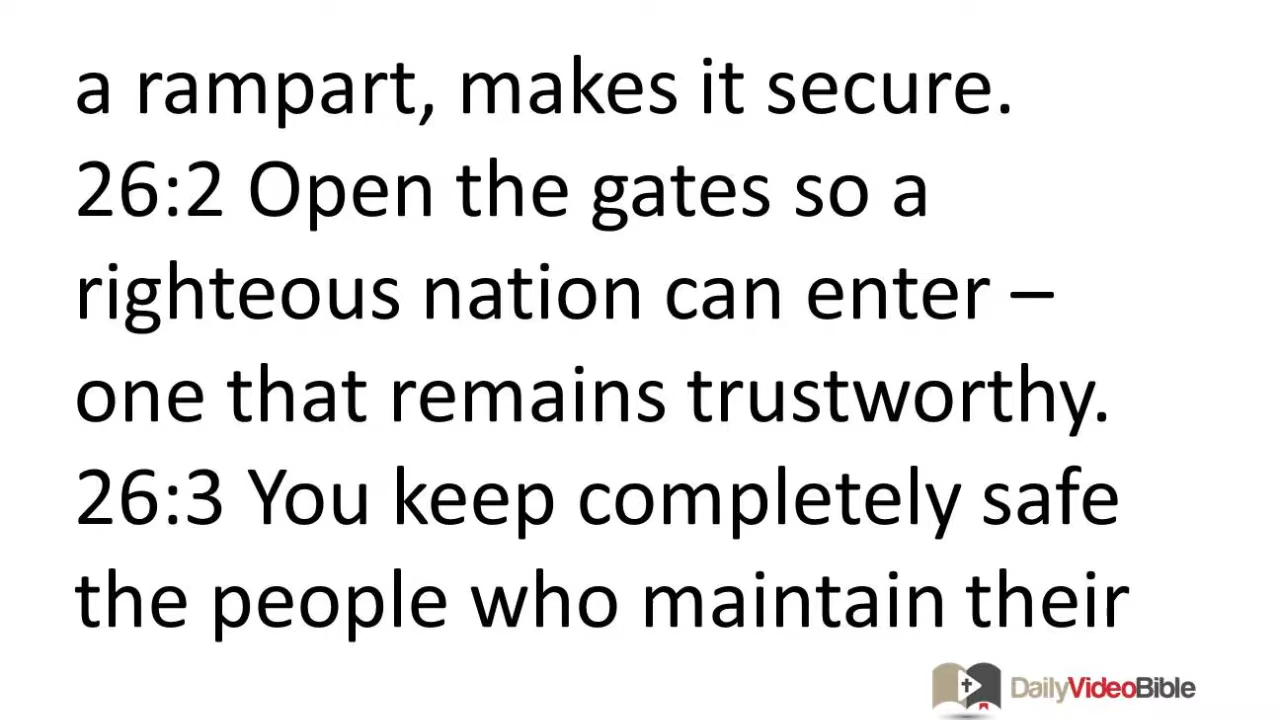 a rampart, makes it secure.
26:2 Open the gates so a
righteous nation can enter –
one that remains trustworthy.
26:3 You keep completely safe
the people who maintain their
DailyVideoBible